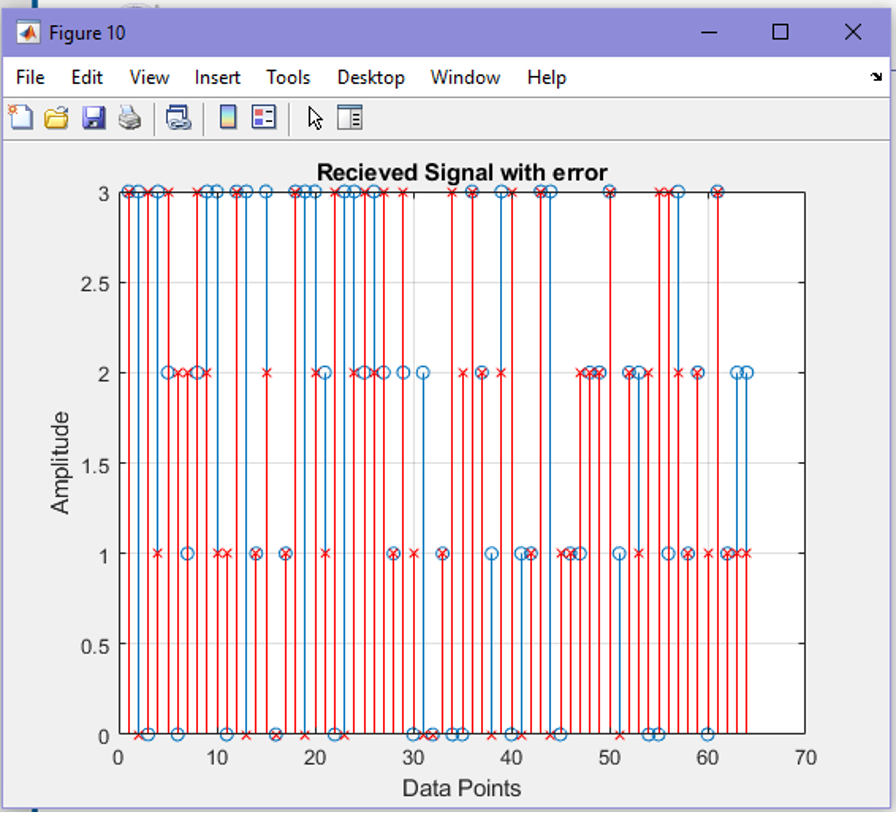 Figure 10
File Edit View Insert Tools Desktop Window Help
Recieved Signal with error
3
2.5
2
1.5
1
0.5
0
Amplitude
0 10 20 30 40 50 60 70
Data Points